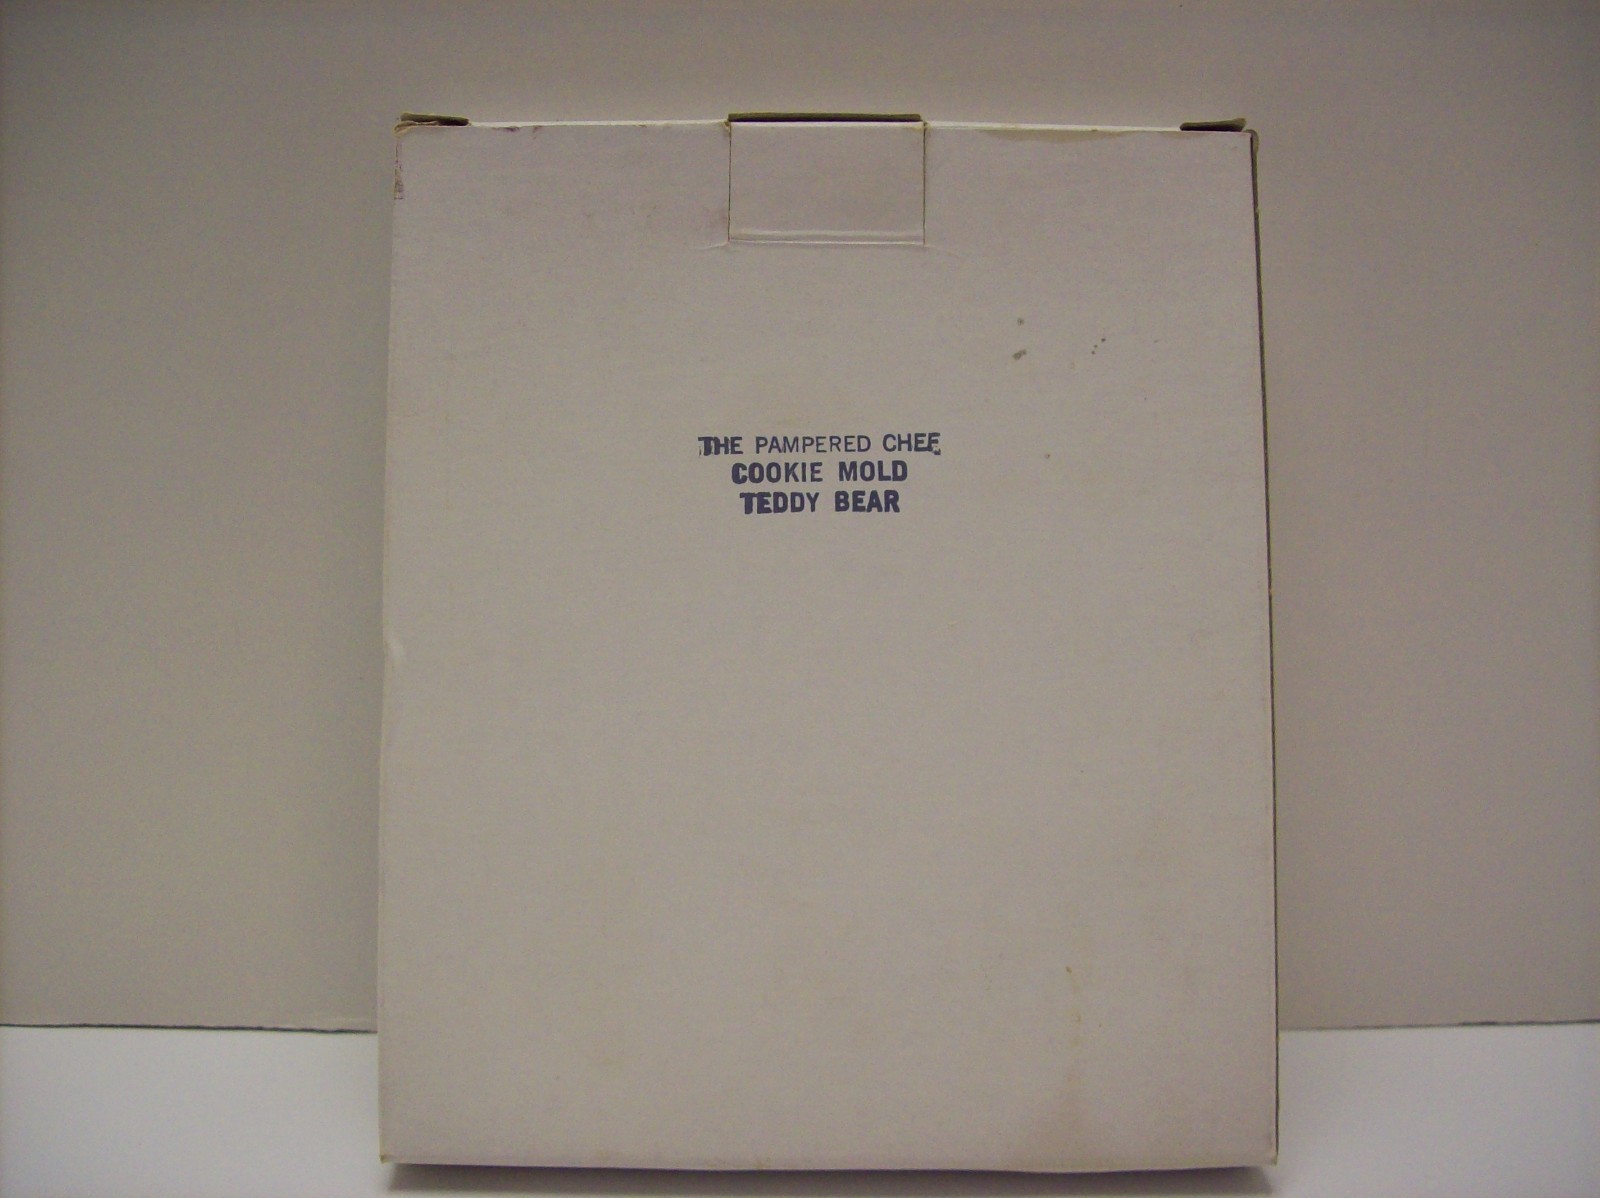 THE PAMPERED CHEF
COOKIE MOLD
TEDDY BEAR